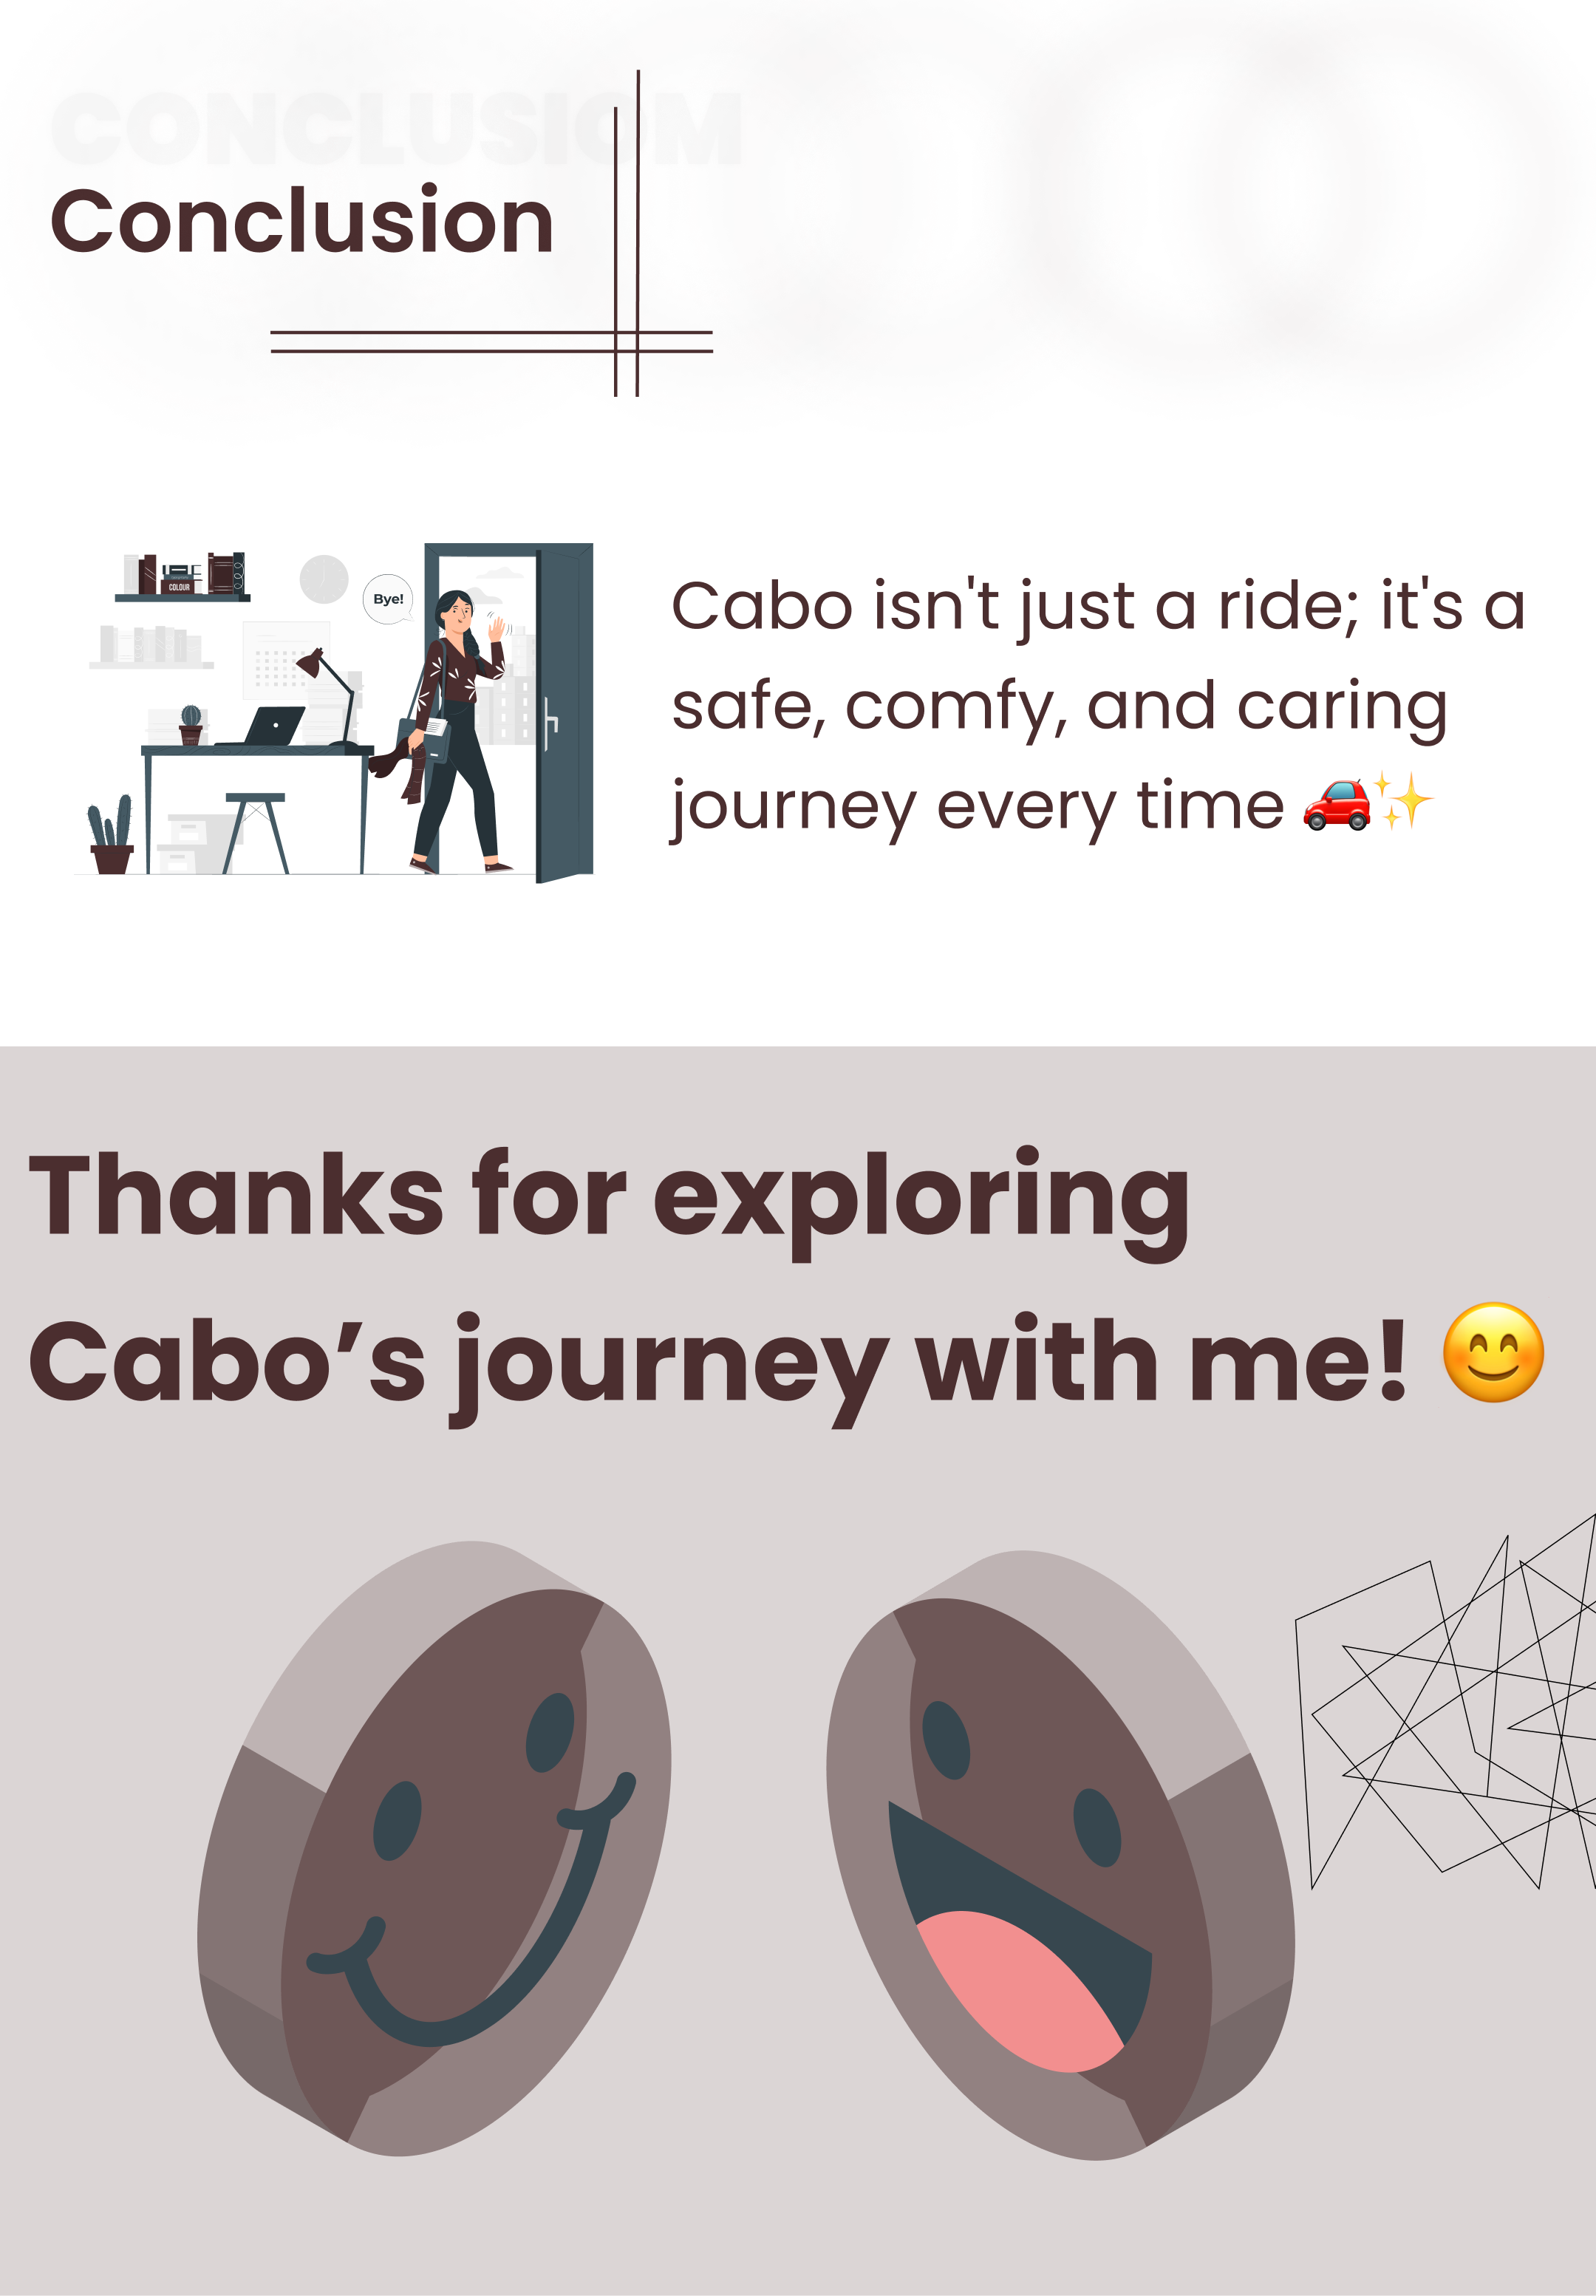 CONCLUSIOM
Conclusion
Bye!
COLOUR
Cabo isn't just a ride; it's a
safe, comfy, and caring
journey every time 🚗✨
Thanks for exploring
Cabo’s journey with me! 😊